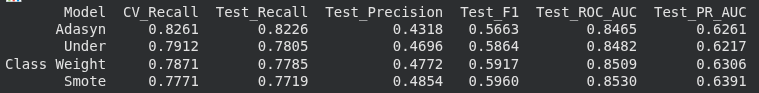 Model CV_Recall Test_Recall Test_Precision Test_F1 Test_ROC_AUC Test_PR_AUC
Adasyn 0.8261 0.8226 0.4318 0.5663 0.8465 0.6261
Under 0.7912 0.7805 0.4696 0.5864 0.8482 0.6217
Class Weight 0.7871 0.7785 0.4772 0.5917 0.8509 0.6306
Smote 0.7771 0.7719 0.4854 0.5960 0.8530 0.6391